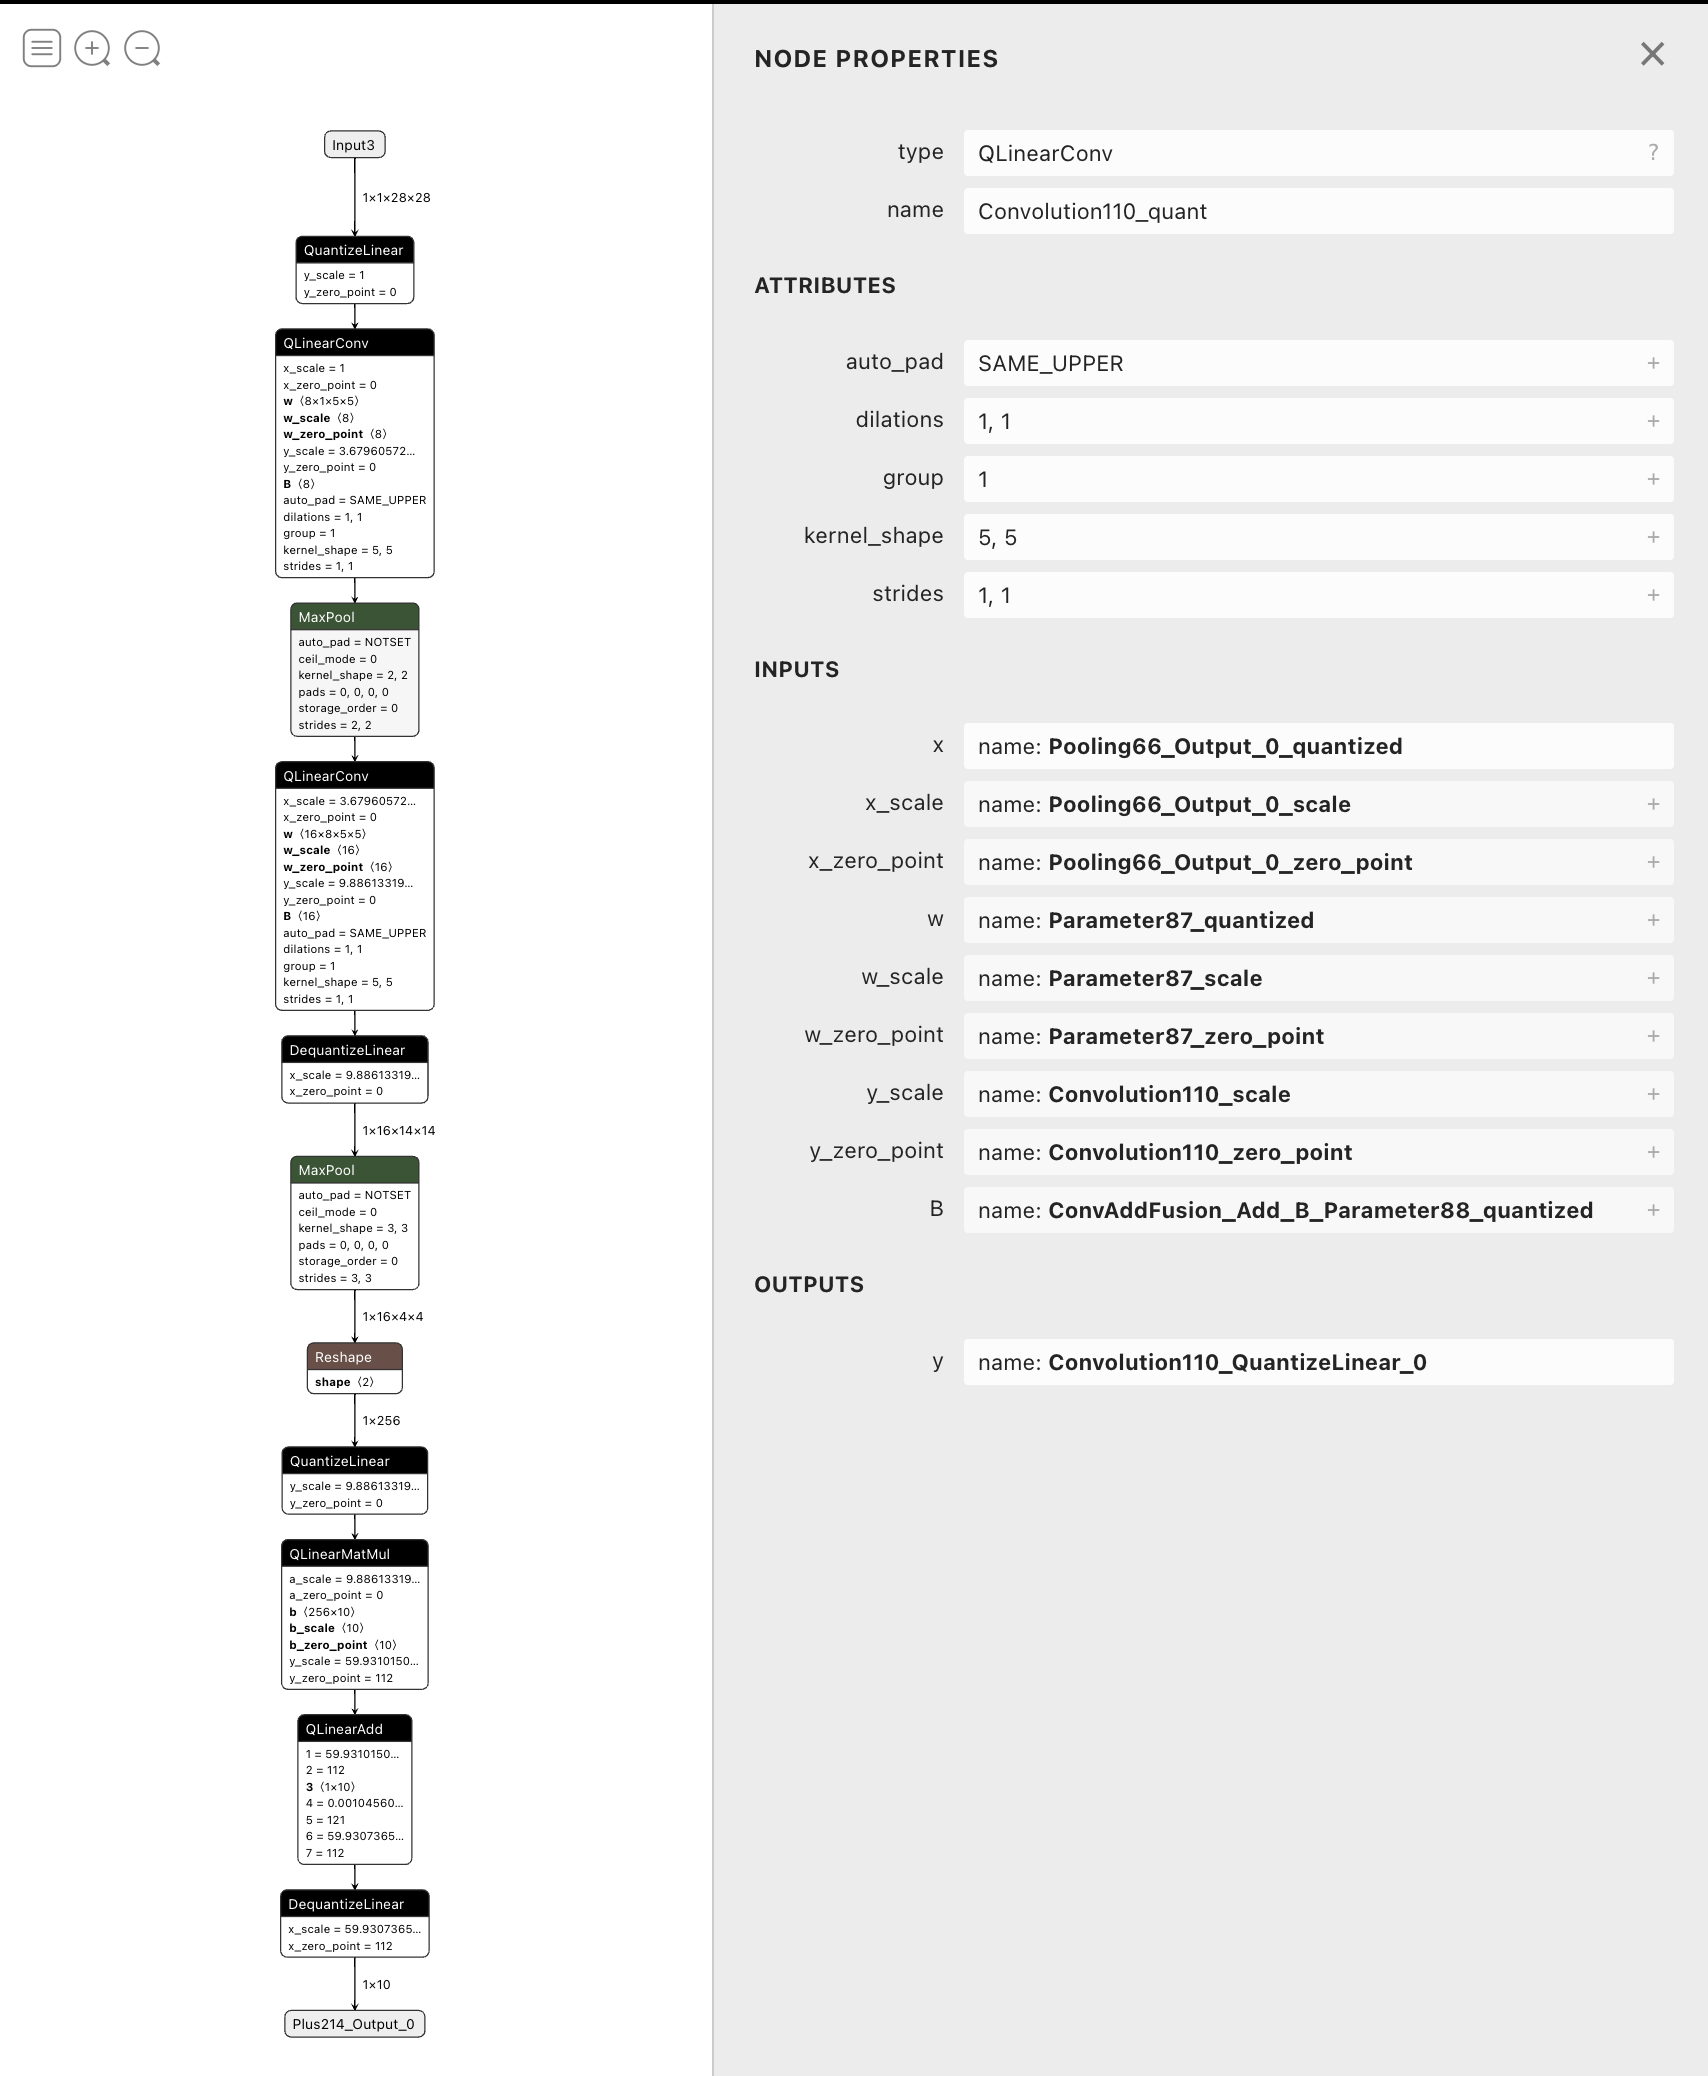 Input3
1×1×28×28
QuantizeLinear
y_scale = 1
y_zero_point = 0
QLinearConv
x_scale = 1
x_zero_point = 0
w ⟨8×1×5×5⟩
w_scale ⟨8⟩
w_zero_point ⟨8⟩
y_scale = 3.67960572…
y_zero_point = 0
B ⟨8⟩
auto_pad = SAME_UPPER
dilations = 1, 1
group = 1
kernel_shape = 5, 5
strides = 1, 1
MaxPool
auto_pad = NOTSET
ceil_mode = 0
kernel_shape = 2, 2
pads = 0, 0, 0, 0
storage_order = 0
strides = 2, 2
QLinearConv
x_scale = 3.67960572…
x_zero_point = 0
w ⟨16×8×5×5⟩
w_scale ⟨16⟩
w_zero_point ⟨16⟩
y_scale = 9.88613319…
y_zero_point = 0
B ⟨16⟩
auto_pad = SAME_UPPER
dilations = 1, 1
group = 1
kernel_shape = 5, 5
strides = 1, 1
DequantizeLinear
x_scale = 9.88613319…
x_zero_point = 0
1×16×14×14
MaxPool
auto_pad = NOTSET
ceil_mode = 0
kernel_shape = 3, 3
pads = 0, 0, 0, 0
storage_order = 0
strides = 3, 3
1×16×4×4
Reshape
shape ⟨2⟩
1×256
QuantizeLinear
y_scale = 9.88613319…
y_zero_point = 0
QLinearMatMul
a_scale = 9.88613319…
a_zero_point = 0
b ⟨256×10⟩
b_scale ⟨10⟩
b_zero_point ⟨10⟩
y_scale = 59.9310150…
y_zero_point = 112
QLinearAdd
1 = 59.9310150…
2 = 112
3 ⟨1×10⟩
4 = 0.00104560…
5 = 121
6 = 59.9307365…
7 = 112
DequantizeLinear
x_scale = 59.9307365…
x_zero_point = 112
1×10
Plus214_Output_0
NODE PROPERTIES
type QLinearConv ?
name Convolution110_quant
ATTRIBUTES
auto_pad SAME_UPPER +
dilations 1, 1 +
group 1 +
kernel_shape 5, 5 +
strides 1, 1 +
INPUTS
x name: Pooling66_Output_0_quantized
x_scale name: Pooling66_Output_0_scale +
x_zero_point name: Pooling66_Output_0_zero_point +
w name: Parameter87_quantized +
w_scale name: Parameter87_scale +
w_zero_point name: Parameter87_zero_point +
y_scale name: Convolution110_scale +
y_zero_point name: Convolution110_zero_point +
B name: ConvAddFusion_Add_B_Parameter88_quantized +
OUTPUTS
y name: Convolution110_QuantizeLinear_0